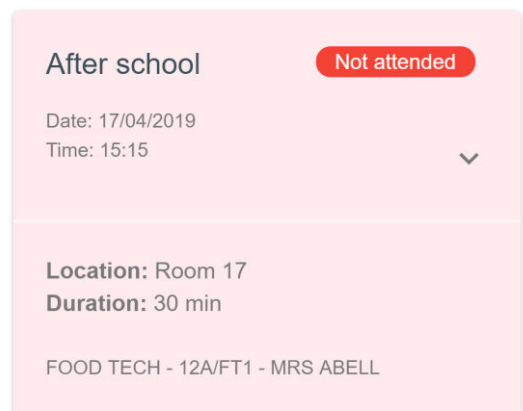 After school
Not attended
Date: 17/04/2019
Time: 15:15
Location: Room 17
Duration: 30 min
FOOD TECH - 12A/FT1 - MRS ABELL